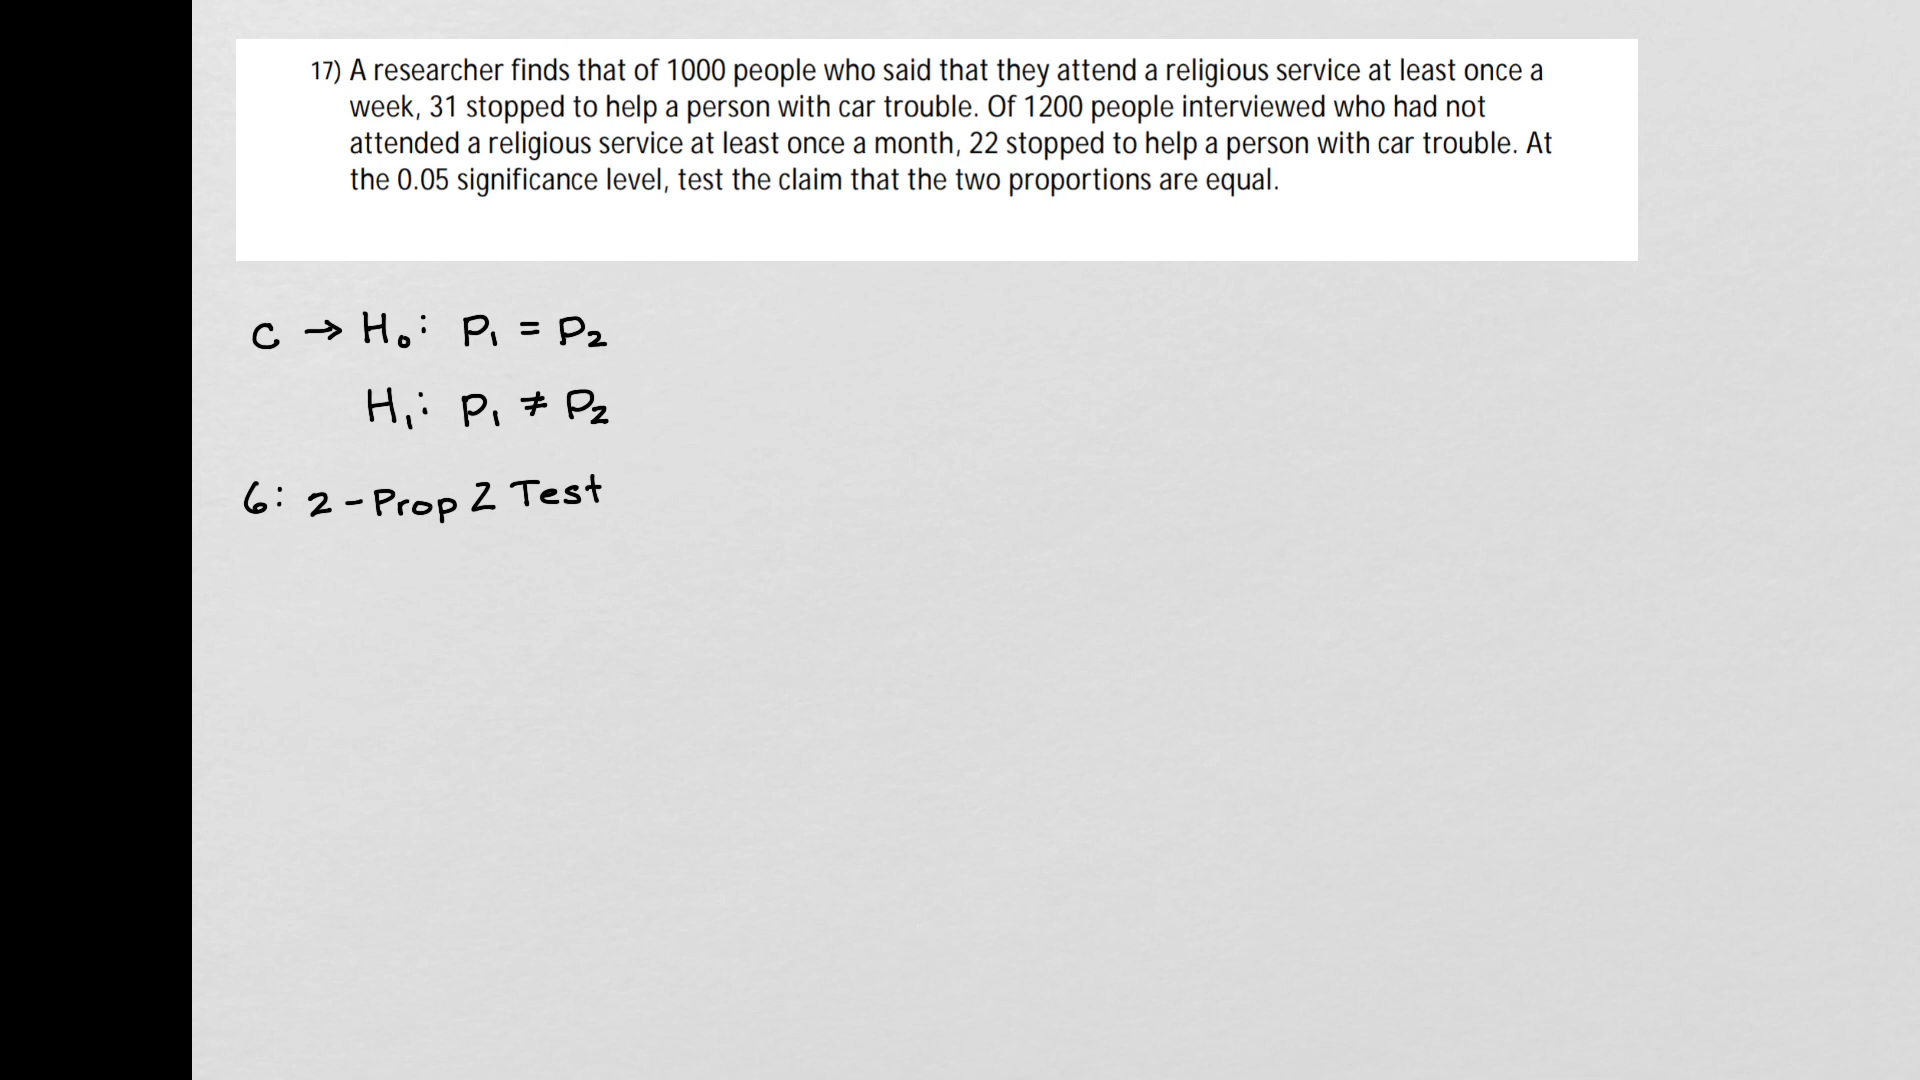 17) A researcher finds that of 1000 people who said that they attend a religious service at least once a
week, 31 stopped to help a person with car trouble. Of 1200 people interviewed who had not
attended a religious service at least once a month, 22 stopped to help a person with car trouble. At
the 0.05 significance level, test the claim that the two proportions are equal.
C → H₀: P₁ = P₂
H₁: P₁ ≠ P₂
6: 2-Prop Z Test